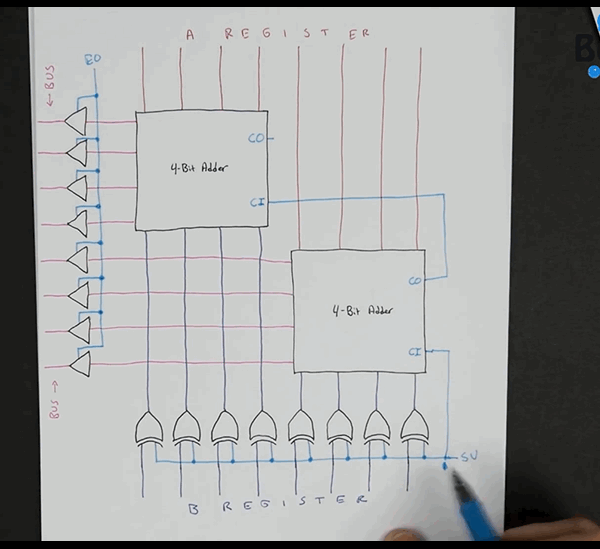 A REGISTER
← BUS
EO
CO
4-Bit Adder
CI
CO
4-Bit Adder
CI
BUS →
SU
B REGISTER